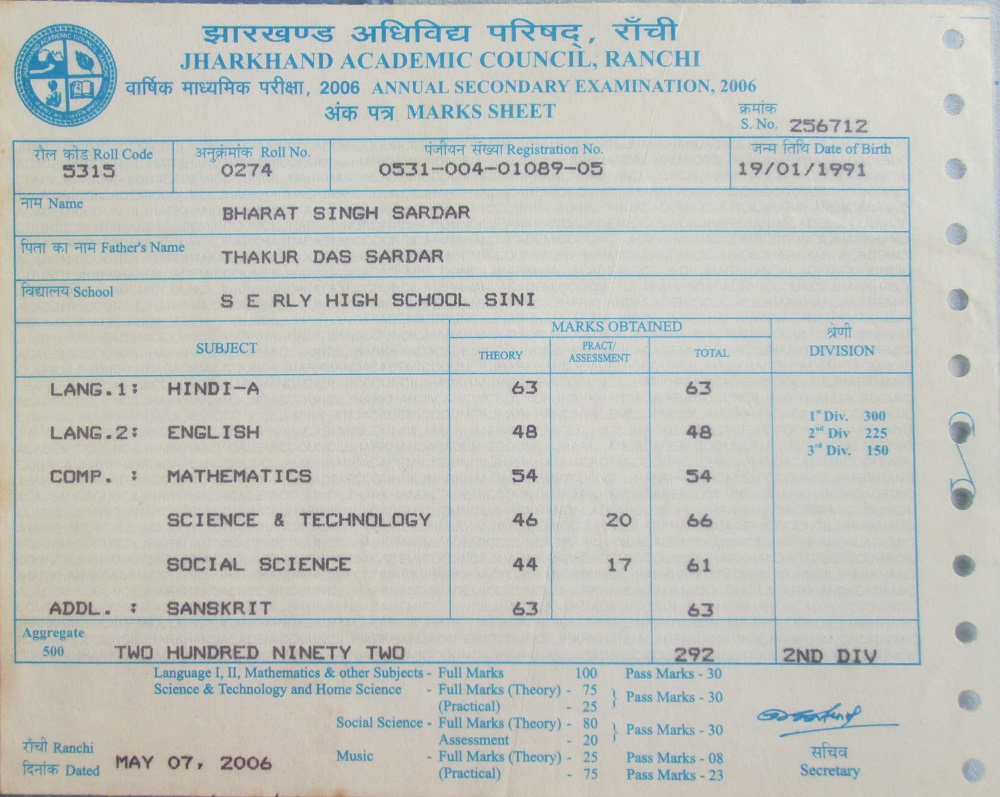 झारखण्ड अधिविद्य परिषद्, राँची
JHARKHAND ACADEMIC COUNCIL, RANCHI
वार्षिक माध्यमिक परीक्षा, 2006 ANNUAL SECONDARY EXAMINATION, 2006
अंक पत्र MARKS SHEET
क्रमांक
S. No. 256712
रौल कोड Roll Code अनुक्रमांक Roll No. पंजीयन संख्या Registration No. जन्म तिथि Date of Birth
5315 0274 0531-004-01089-05 19/01/1991
नाम Name BHARAT SINGH SARDAR
पिता का नाम Father's Name THAKUR DAS SARDAR
विद्यालय School S E RLY HIGH SCHOOL SINI
SUBJECT MARKS OBTAINED श्रेणी
THEORY PRACT/ ASSESSMENT TOTAL DIVISION
LANG.1: HINDI-A 63 63
1st Div. 300
LANG.2: ENGLISH 48 48 2nd Div 225
3rd Div. 150
COMP. : MATHEMATICS 54 54
SCIENCE & TECHNOLOGY 46 20 66
SOCIAL SCIENCE 44 17 61
ADDL. : SANSKRIT 63 63
Aggregate
500 TWO HUNDRED NINETY TWO 292 2ND DIV
Language I, II, Mathematics & other Subjects - Full Marks 100 Pass Marks - 30
Science & Technology and Home Science - Full Marks (Theory) - 75 } Pass Marks - 30
(Practical) - 25
Social Science - Full Marks (Theory) - 80 } Pass Marks - 30
Assessment - 20
Music - Full Marks (Theory) - 25 Pass Marks - 08
(Practical) - 75 Pass Marks - 23
राँची Ranchi
दिनांक Dated MAY 07, 2006
सचिव
Secretary